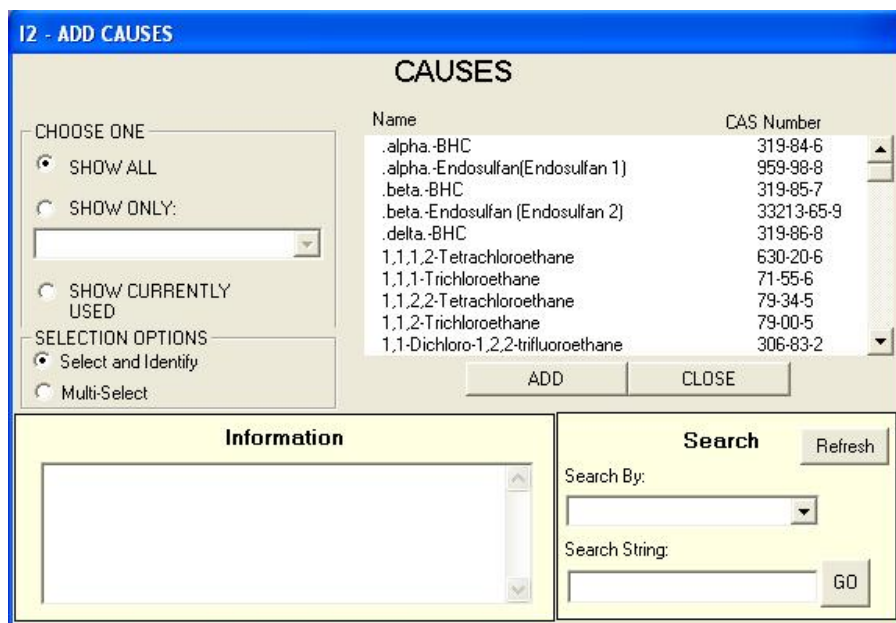 I2 - ADD CAUSES
CAUSES
CHOOSE ONE
SHOW ALL
SHOW ONLY:
SHOW CURRENTLY
USED
SELECTION OPTIONS
Select and Identify
Multi-Select
Name CAS Number
.alpha.-BHC 319-84-6
.alpha.-Endosulfan(Endosulfan 1) 959-98-8
.beta.-BHC 319-85-7
.beta.-Endosulfan (Endosulfan 2) 33213-65-9
.delta.-BHC 319-86-8
1,1,1,2-Tetrachloroethane 630-20-6
1,1,1-Trichloroethane 71-55-6
1,1,2,2-Tetrachloroethane 79-34-5
1,1,2-Trichloroethane 79-00-5
1,1-Dichloro-1,2,2-trifluoroethane 306-83-2
ADD CLOSE
Information
Search Refresh
Search By:
Search String:
GO